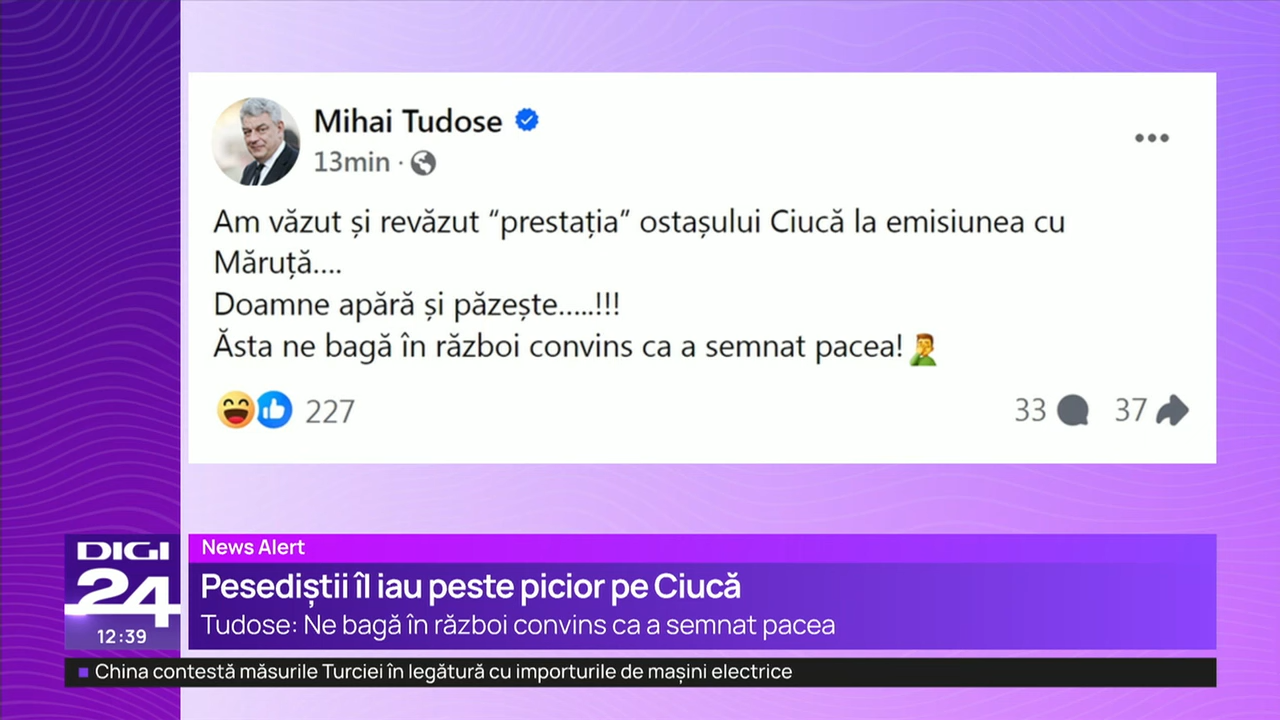 Mihai Tudose
13min ·
Am văzut și revăzut “prestația” ostașului Ciucă la emisiunea cu
Măruță....
Doamne apără și păzește.....!!!
Ăsta ne bagă în război convins ca a semnat pacea!🤦‍♂️
227
33
37
DIGI
24
12:39
News Alert
Pesediștii îl iau peste picior pe Ciucă
Tudose: Ne bagă în război convins ca a semnat pacea
China contestă măsurile Turciei în legătură cu importurile de mașini electrice